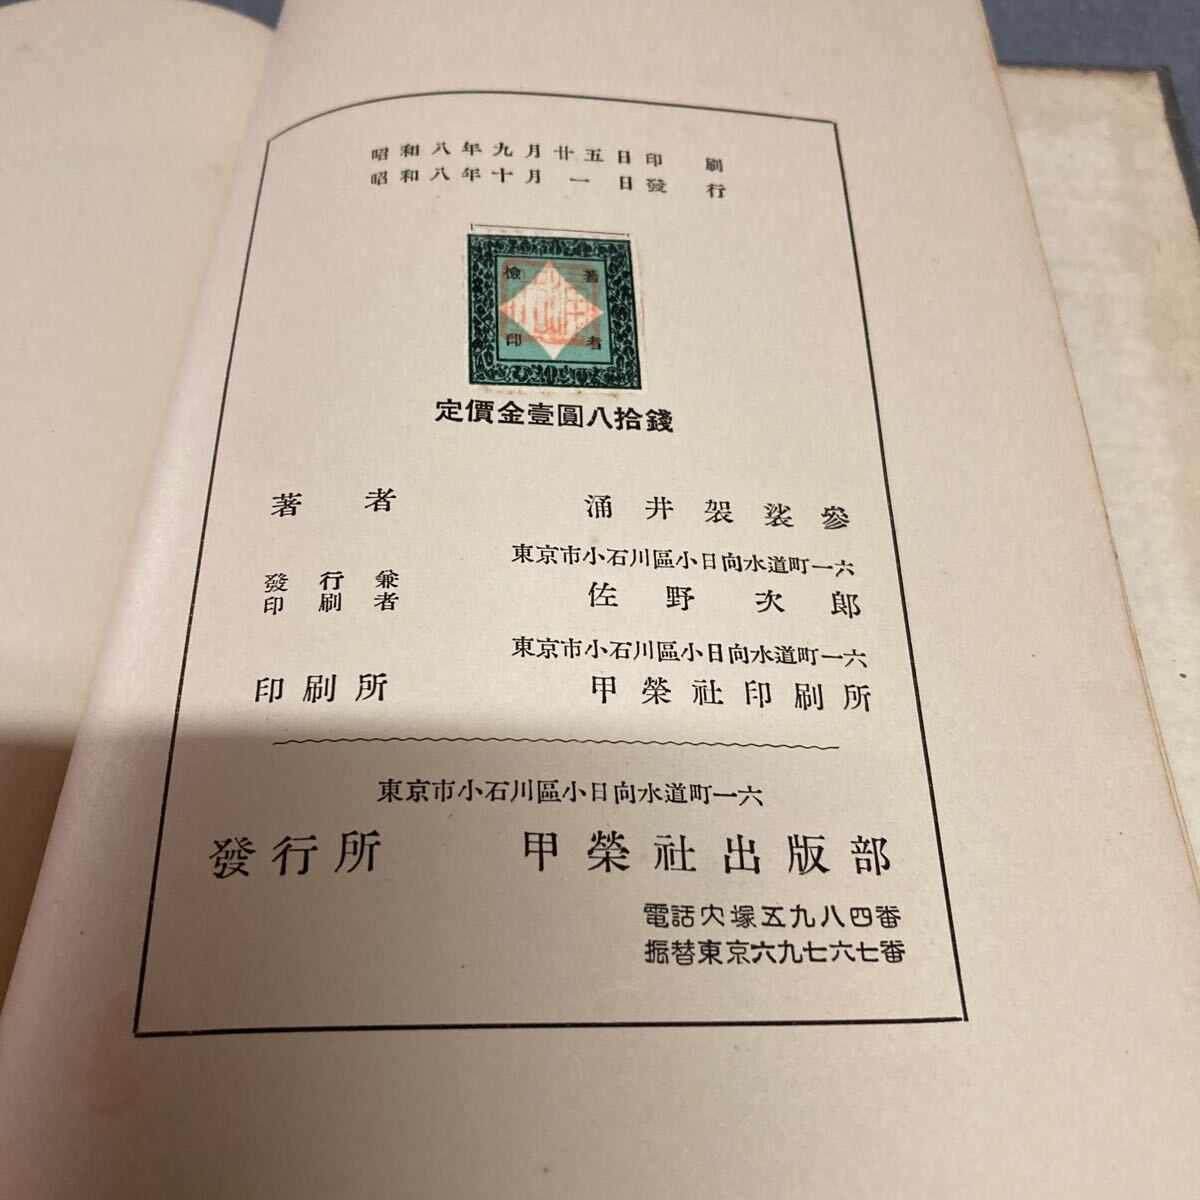 昭和八年九月廿五日印刷
昭和八年十月一日發行
著者
檢印
定價金壹圓八拾錢
著者 涌井袈裟參
東京市小石川區小日向水道町一六
發行兼
印刷者 佐野次郎
東京市小石川區小日向水道町一六
印刷所 甲榮社印刷所
東京市小石川區小日向水道町一六
發行所 甲榮社出版部
電話大塚五九八四番
振替東京六九七六七番